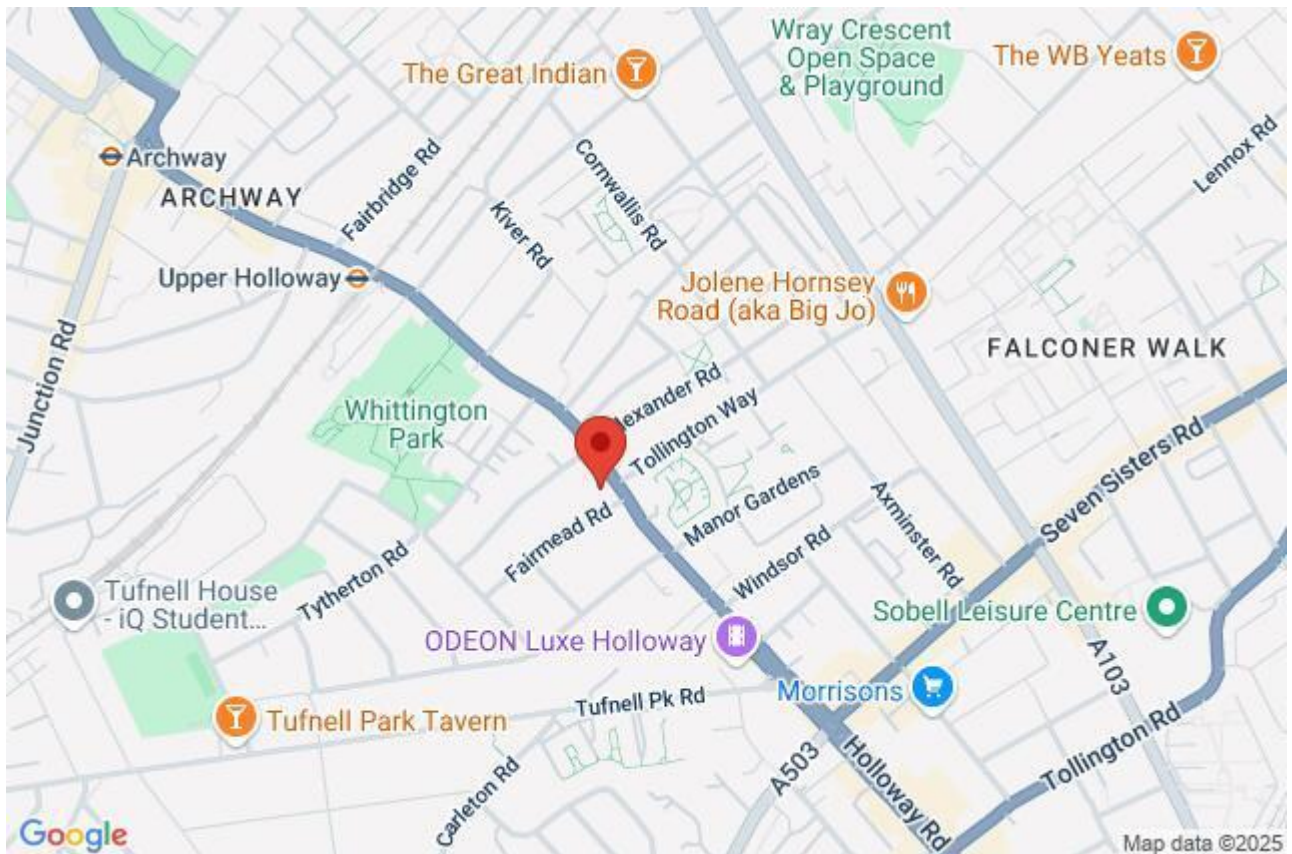 Wray Crescent
Open Space
& Playground
The WB Yeats
The Great Indian
Archway
ARCHWAY
Fairbridge Rd
Cornwallis Rd
Lennox Rd
Kiver Rd
Upper Holloway
Jolene Hornsey
Road (aka Big Jo)
Junction Rd
FALCONER WALK
Whittington
Park
lexander Rd
Tollington Way
Seven Sisters Rd
Manor Gardens
Axminster Rd
Fairmead Rd
Windsor Rd
Tytherton Rd
Tufnell House
- iQ Student...
Sobell Leisure Centre
ODEON Luxe Holloway
A103
Morrisons
Tufnell Pk Rd
Tufnell Park Tavern
Tollington Rd
A503
Holloway Rd
Carleton Rd
Google
Map data ©2025